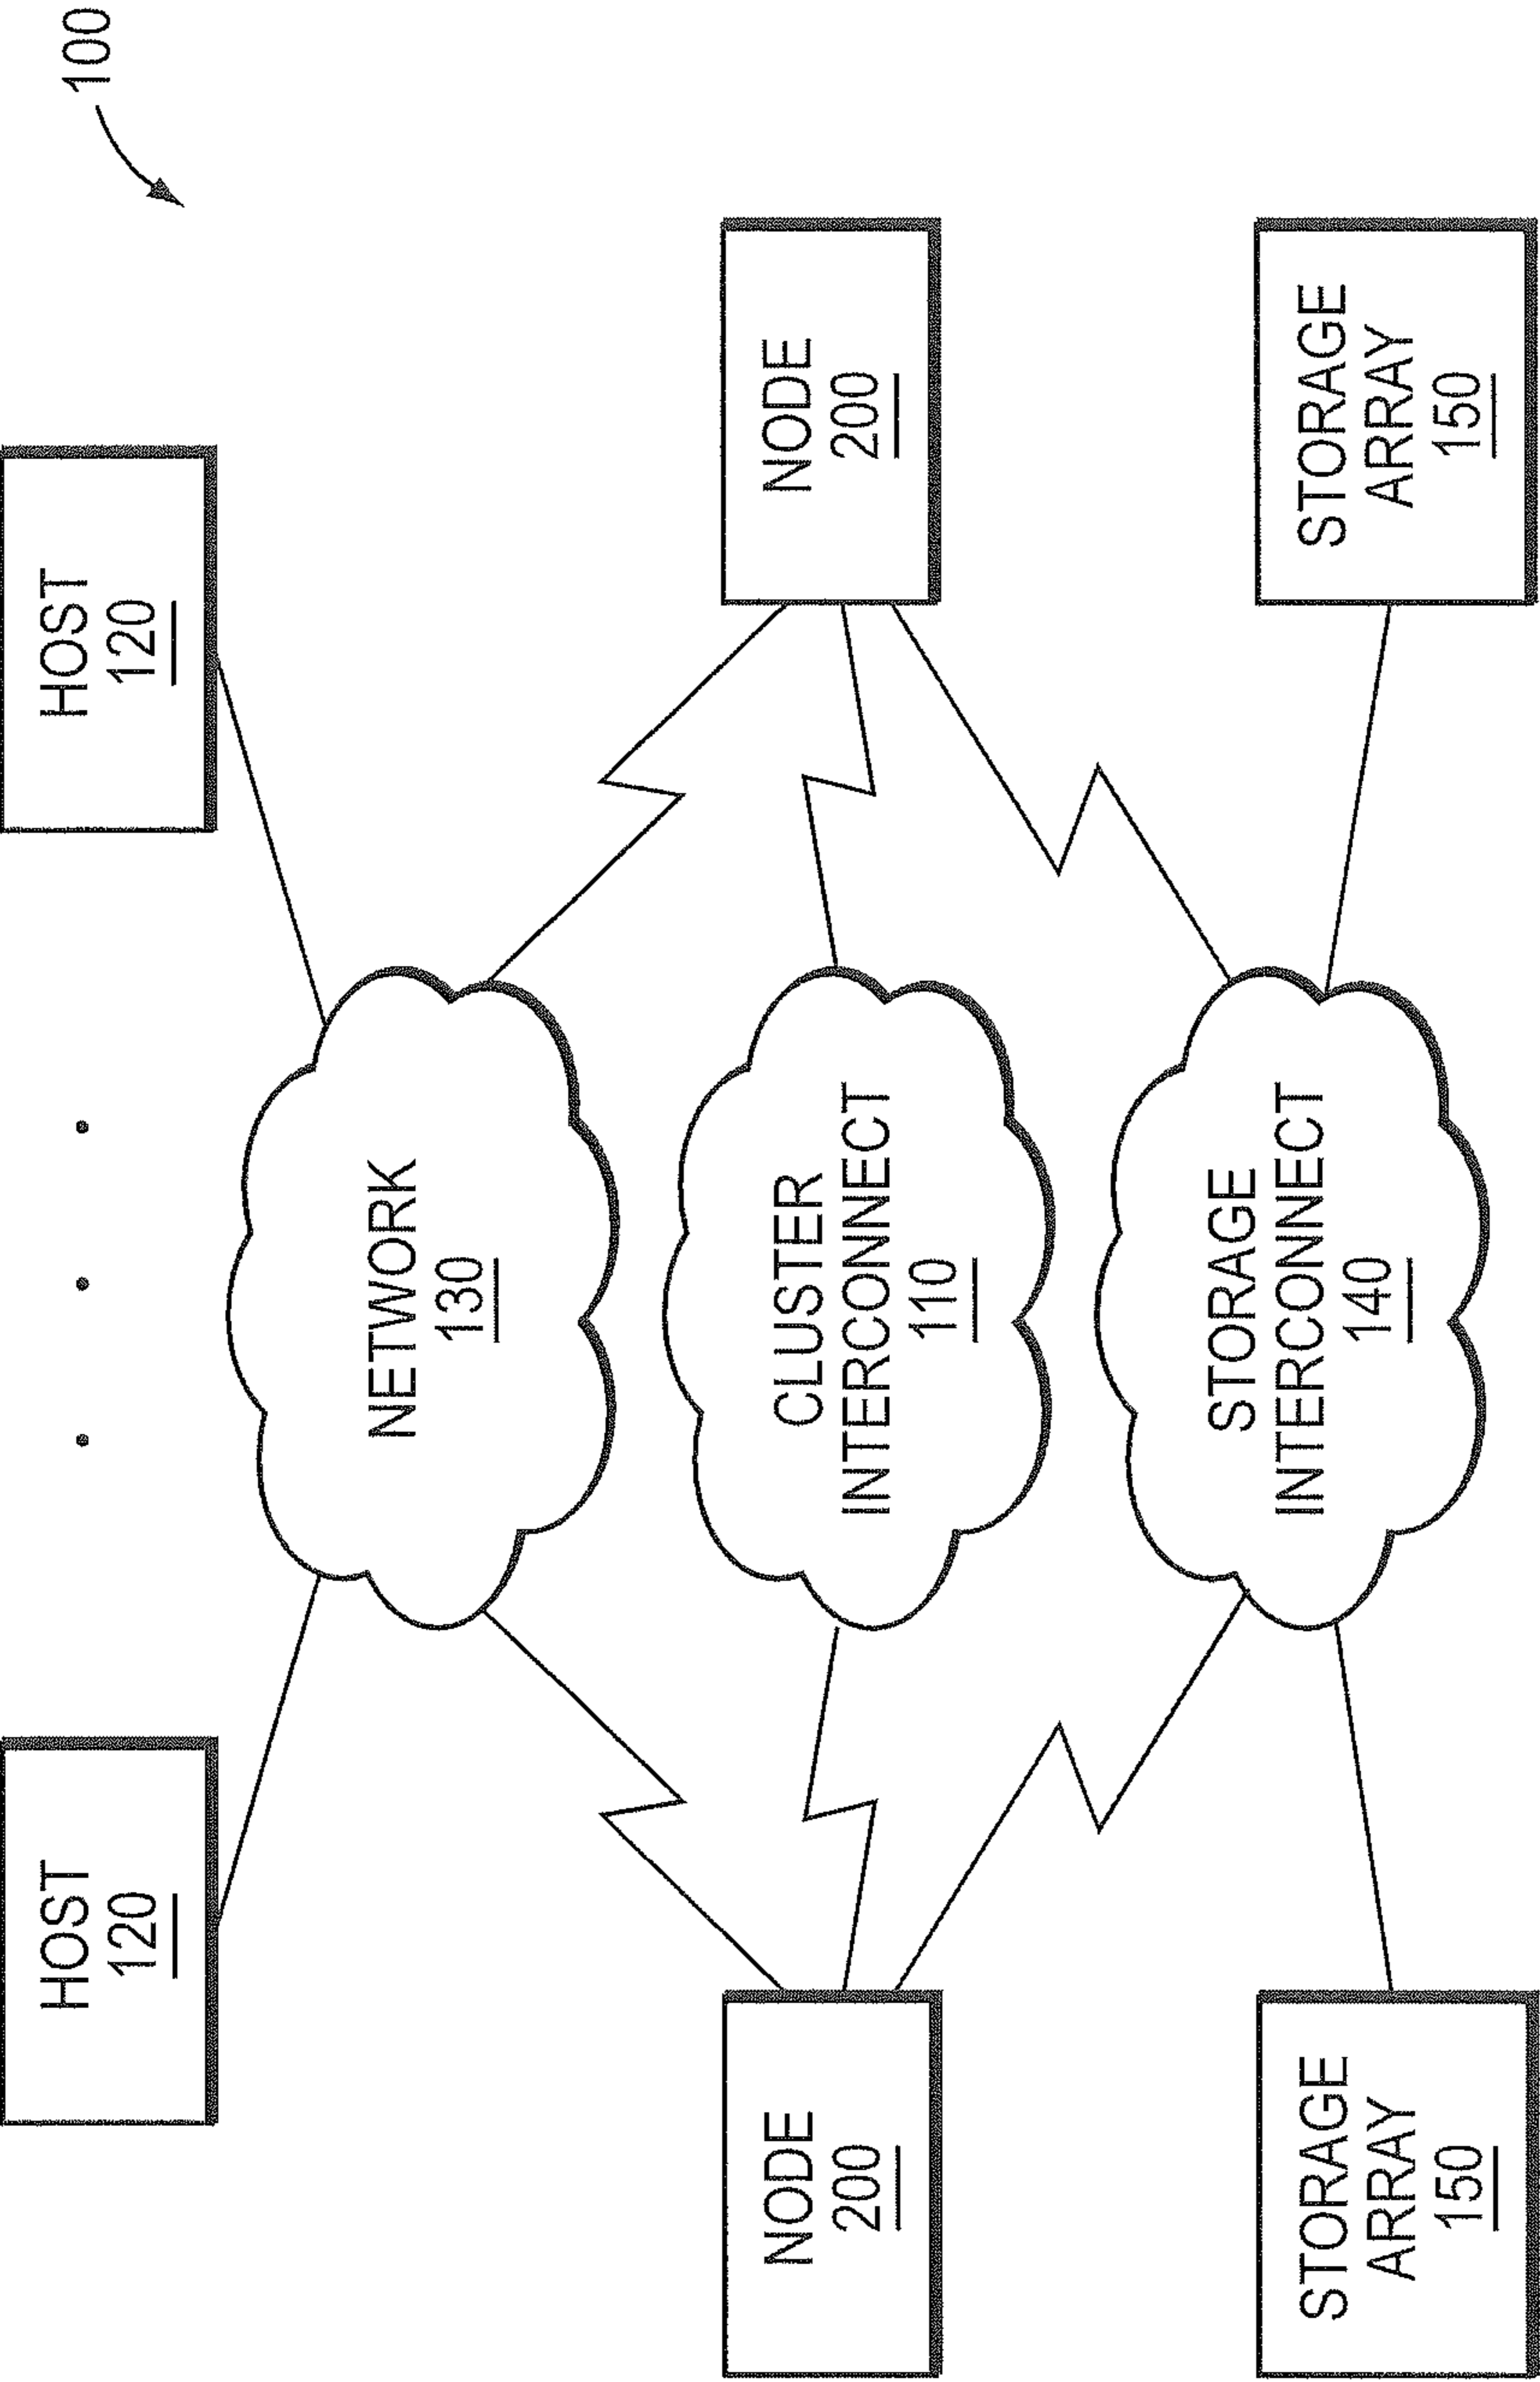 100
HOST
120
. . .
HOST
120
NETWORK
130
NODE
200
CLUSTER
INTERCONNECT
110
NODE
200
STORAGE
ARRAY
150
STORAGE
INTERCONNECT
140
STORAGE
ARRAY
150